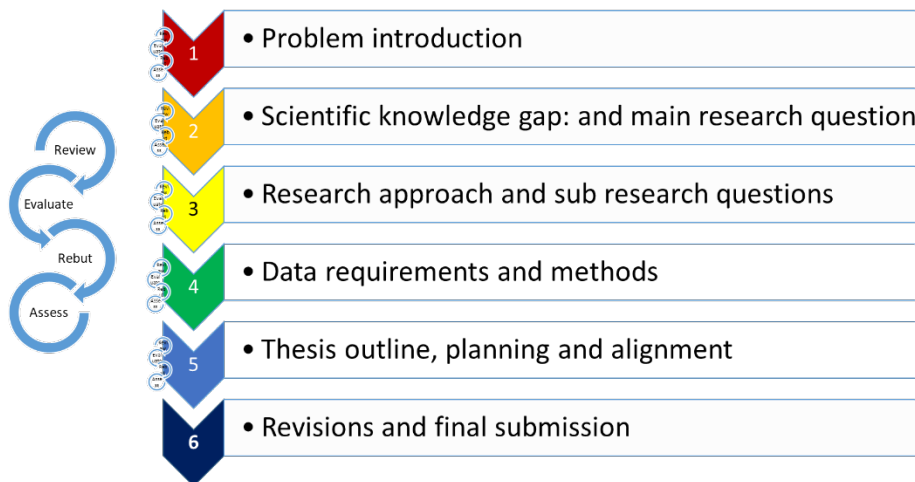 Review
Evaluate
Rebut
Assess
1
• Problem introduction
2
• Scientific knowledge gap: and main research question
3
• Research approach and sub research questions
4
• Data requirements and methods
5
• Thesis outline, planning and alignment
6
• Revisions and final submission